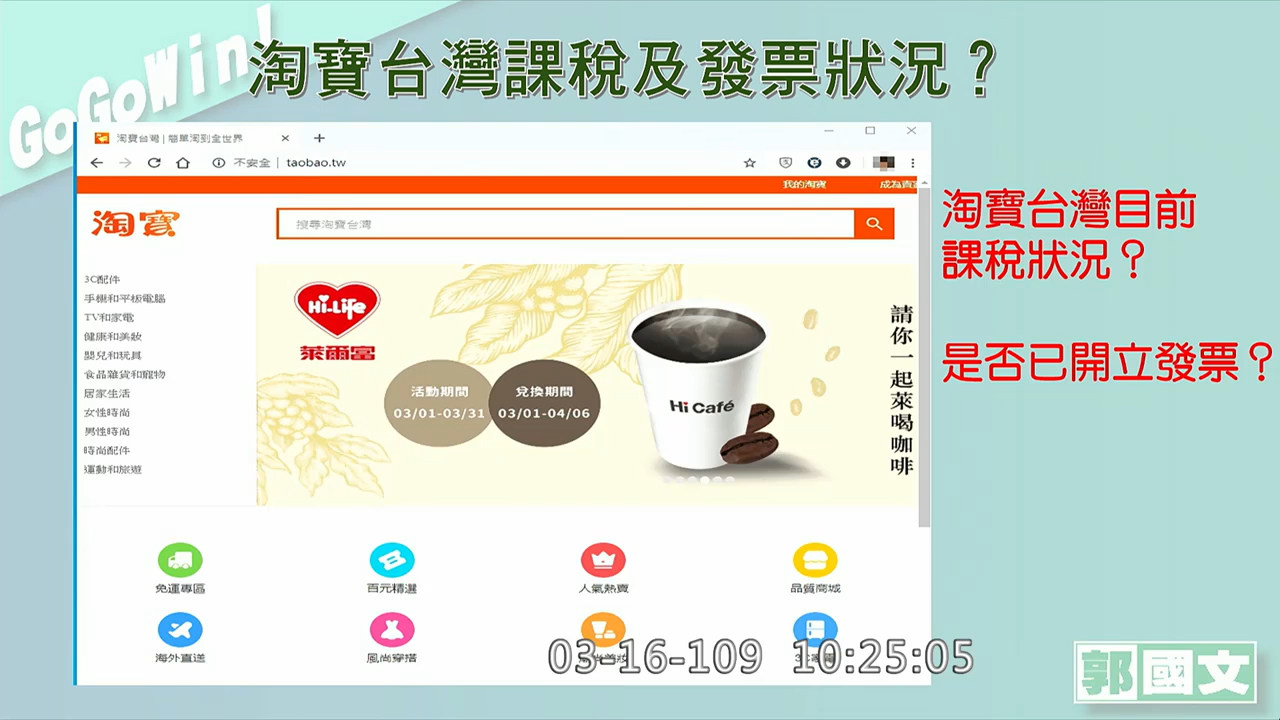 GoGoWin!
淘寶台灣課稅及發票狀況？
淘寶台灣 | 簡單淘到全世界
不安全 | taobao.tw
我的淘寶
成為賣家
淘寶
搜尋淘寶台灣
3C配件
手機和平板電腦
TV和家電
健康和美妝
嬰兒和玩具
食品雜貨和寵物
居家生活
女性時尚
男性時尚
時尚配件
運動和旅遊
Hi-Life
萊爾富
活動期間
03/01-03/31
兌換期間
03/01-04/06
Hi Café
請你一起萊喝咖啡
淘寶台灣目前
課稅狀況？
是否已開立發票？
免運專區
百元精選
人氣熱賣
品質商城
海外直送
風尚穿搭
03-16-109 10:25:05
郭國文